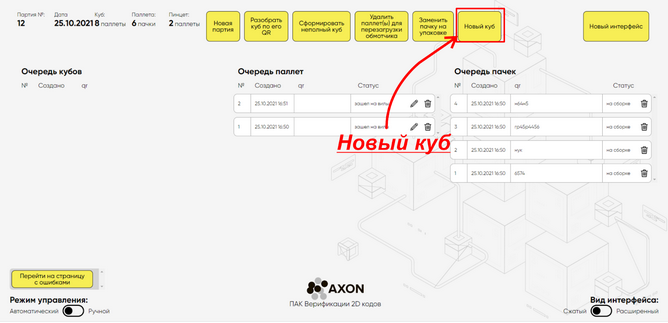 Партия №: Дата Куб: Паллета: Пинцет:
12 25.10.2021 8 паллеты 6 пачки 2 паллеты
Новая партия
Разобрать куб по его QR
Сформировать неполный куб
Удалить паллет(ы) для перезагрузки обмотчика
Заменить пачку на упаковке
Новый куб
Новый интерфейс
Очередь кубов
№ Создано qr
Очередь паллет
№ Создано qr Статус
2 25.10.2021 16:51 зашел на вилы
1 25.10.2021 16:50 зашел на вилы
Очередь пачек
№ Создано qr Статус
4 25.10.2021 16:50 на сборке
3 25.10.2021 16:50 на сборке
2 25.10.2021 16:50 чук на сборке
1 25.10.2021 16:50 6574 на сборке
Новый куб
Перейти на страницу
с ошибками
Режим управления:
Автоматический Ручной
AXON
ПАК Верификации 2D кодов
Вид интерфейса:
Сжатый Расширенный